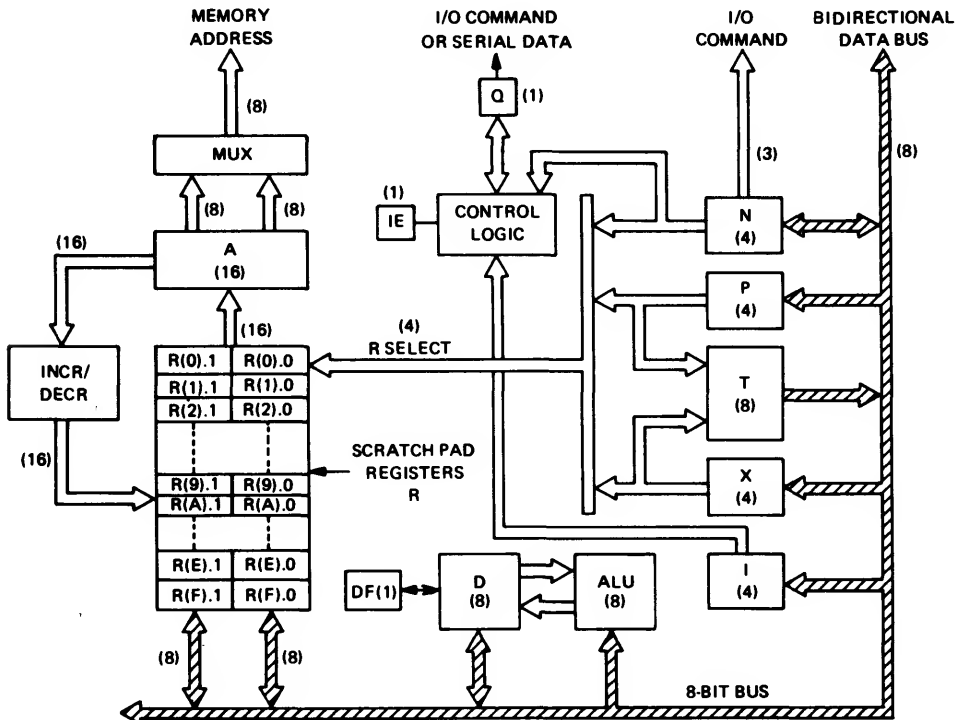 MEMORY
ADDRESS
I/O COMMAND
OR SERIAL DATA
I/O
COMMAND
BIDIRECTIONAL
DATA BUS
(8)
Q
(1)
(3)
(8)
MUX
(8)
(8)
(1)
IE
CONTROL
LOGIC
N
(4)
(16)
A
(16)
P
(4)
(16)
(4)
R SELECT
INCR/
DECR
R(0).1
R(0).0
R(1).1
R(1).0
R(2).1
R(2).0
T
(8)
(16)
SCRATCH PAD
REGISTERS
R
R(9).1
R(9).0
R(A).1
R(A).0
X
(4)
R(E).1
R(E).0
R(F).1
R(F).0
DF(1)
D
(8)
ALU
(8)
I
(4)
(8)
(8)
8-BIT BUS